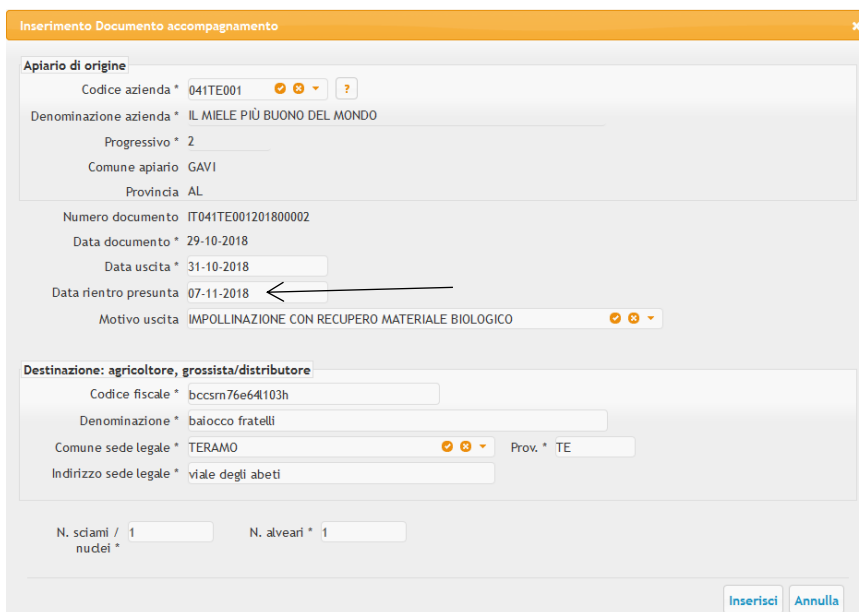 Inserimento Documento accompagnamento
Apiario di origine
Codice azienda * 041TE001 ?
Denominazione azienda * IL MIELE PIÙ BUONO DEL MONDO
Progressivo * 2
Comune apiario GAVI
Provincia AL
Numero documento IT041TE001201800002
Data documento * 29-10-2018
Data uscita * 31-10-2018
Data rientro presunta 07-11-2018
Motivo uscita IMPOLLINAZIONE CON RECUPERO MATERIALE BIOLOGICO
Destinazione: agricoltore, grossista/distributore
Codice fiscale * bccsrn76e64l103h
Denominazione * baiocco fratelli
Comune sede legale * TERAMO Prov. * TE
Indirizzo sede legale * viale degli abeti
N. sciami / 1 N. alveari * 1
nuclei *
Inserisci Annulla